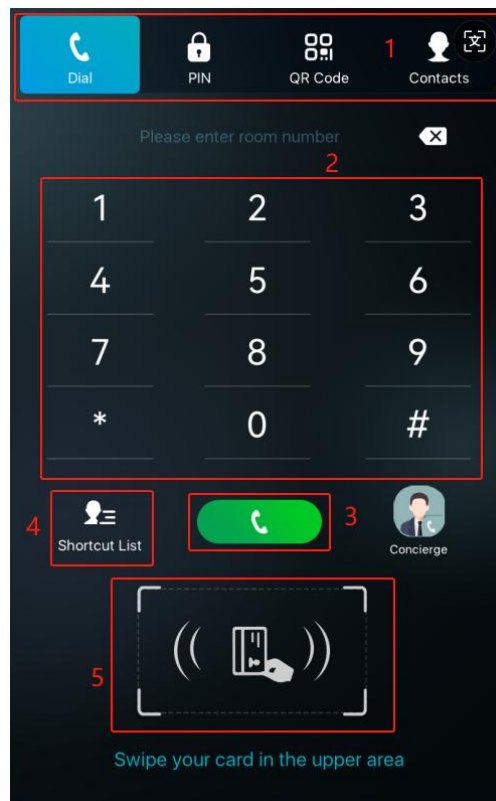 1
Dial PIN QR Code Contacts
Please enter room number
2
1 2 3
4 5 6
7 8 9
* 0 #
4 Shortcut List 3 Concierge
5
Swipe your card in the upper area